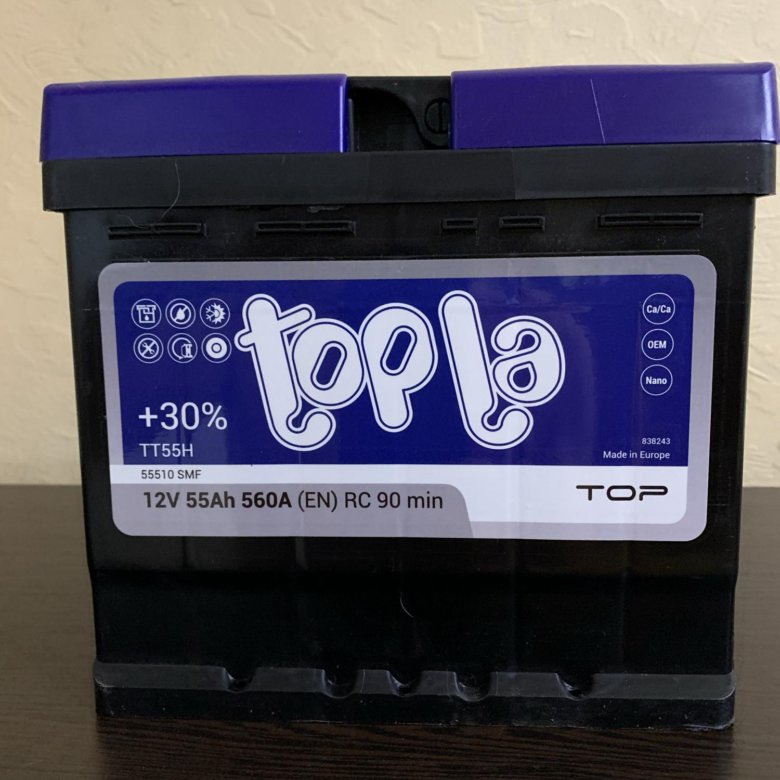 topla
Ca/Ca
OEM
Nano
+30%
TT55H
838243
Made in Europe
55510 SMF
12V 55Ah 560A (EN) RC 90 min
TOP